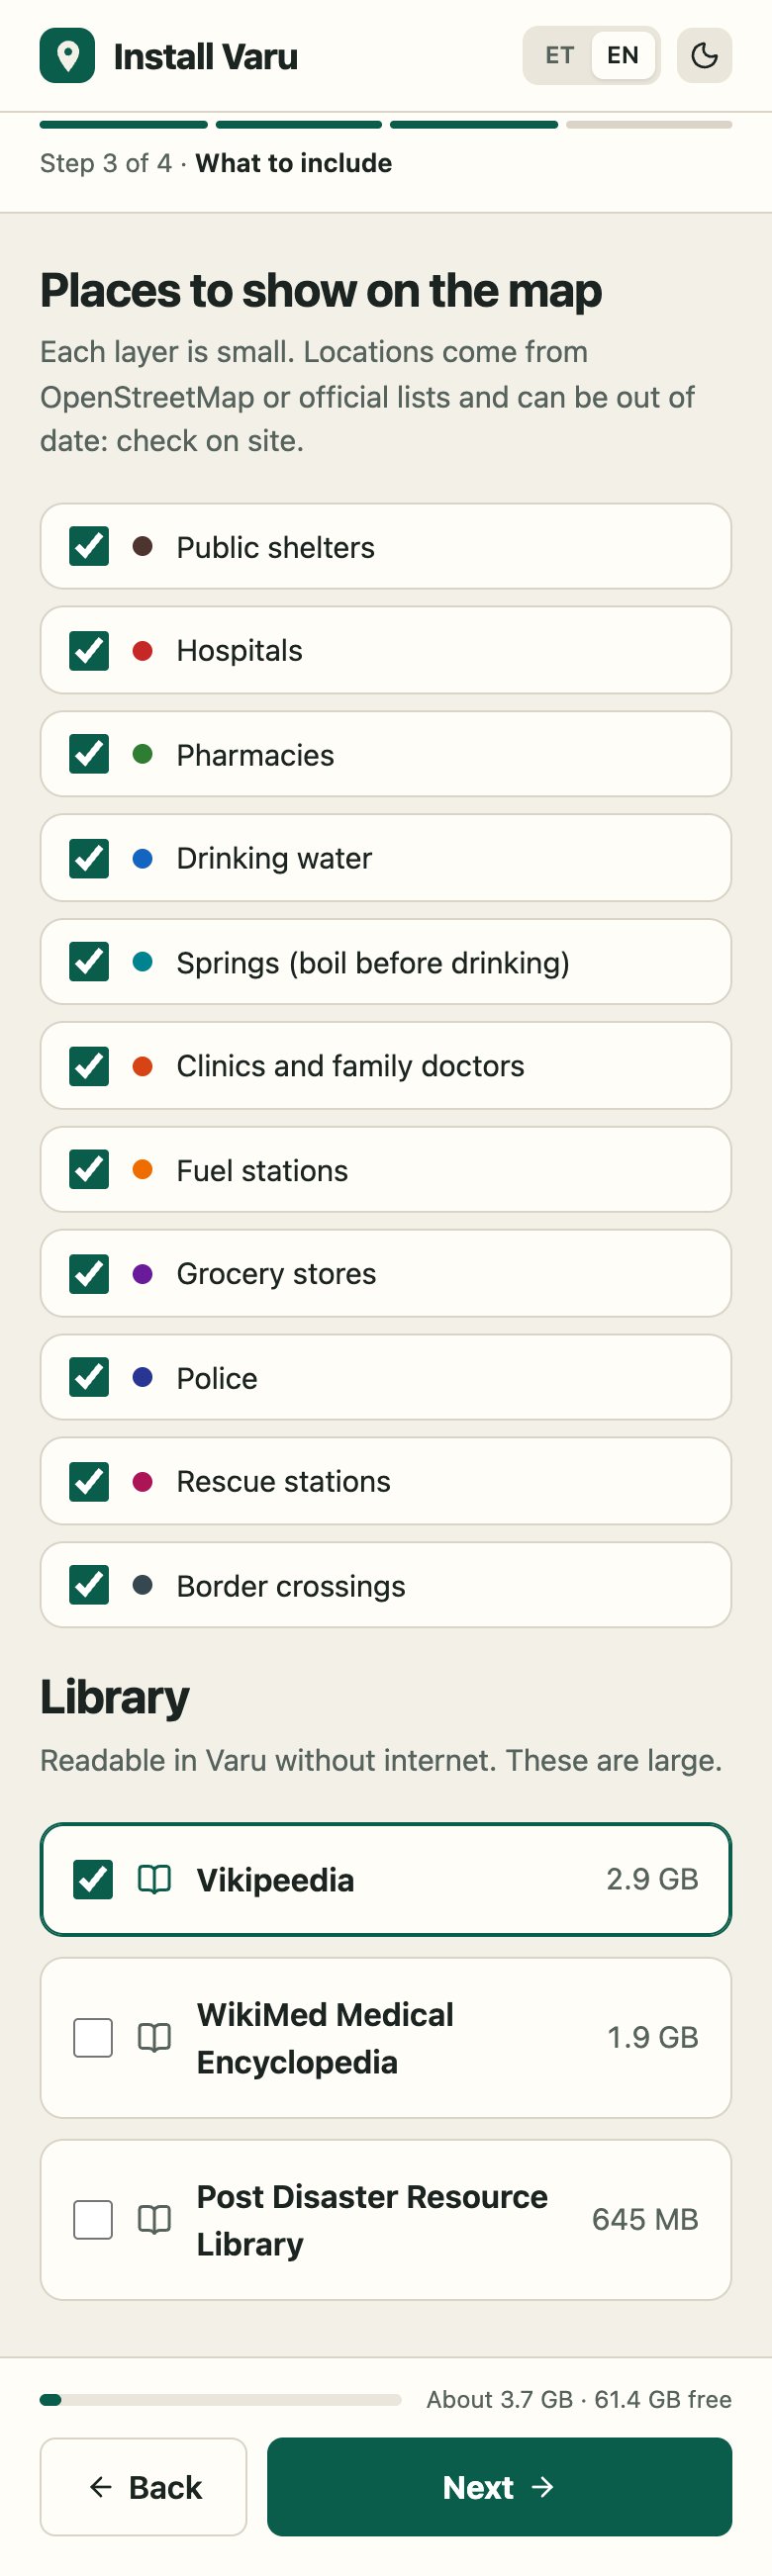 Install Varu
ET EN
Step 3 of 4 · What to include
Places to show on the map
Each layer is small. Locations come from
OpenStreetMap or official lists and can be out of
date: check on site.
Public shelters
Hospitals
Pharmacies
Drinking water
Springs (boil before drinking)
Clinics and family doctors
Fuel stations
Grocery stores
Police
Rescue stations
Border crossings
Library
Readable in Varu without internet. These are large.
Vikipeedia 2.9 GB
WikiMed Medical
Encyclopedia 1.9 GB
Post Disaster Resource
Library 645 MB
About 3.7 GB · 61.4 GB free
← Back Next →